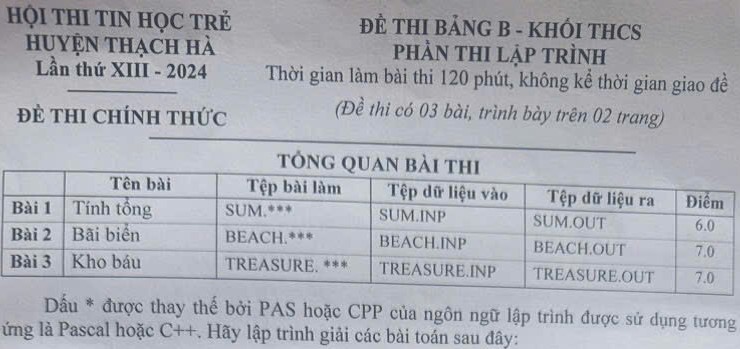 HỘI THI TIN HỌC TRẺ
HUYỆN THẠCH HÀ
Lần thứ XIII - 2024
ĐỀ THI CHÍNH THỨC
ĐỀ THI BẢNG B - KHỐI THCS
PHẦN THI LẬP TRÌNH
Thời gian làm bài thi 120 phút, không kể thời gian giao đề
(Đề thi có 03 bài, trình bày trên 02 trang)
TỔNG QUAN BÀI THI
Tên bài Tệp bài làm Tệp dữ liệu vào Tệp dữ liệu ra Điểm
Bài 1 Tính tổng SUM.*** SUM.INP SUM.OUT 6.0
Bài 2 Bãi biển BEACH.*** BEACH.INP BEACH.OUT 7.0
Bài 3 Kho báu TREASURE. *** TREASURE.INP TREASURE.OUT 7.0
Dấu * được thay thế bởi PAS hoặc CPP của ngôn ngữ lập trình được sử dụng tương
ứng là Pascal hoặc C++. Hãy lập trình giải các bài toán sau đây: